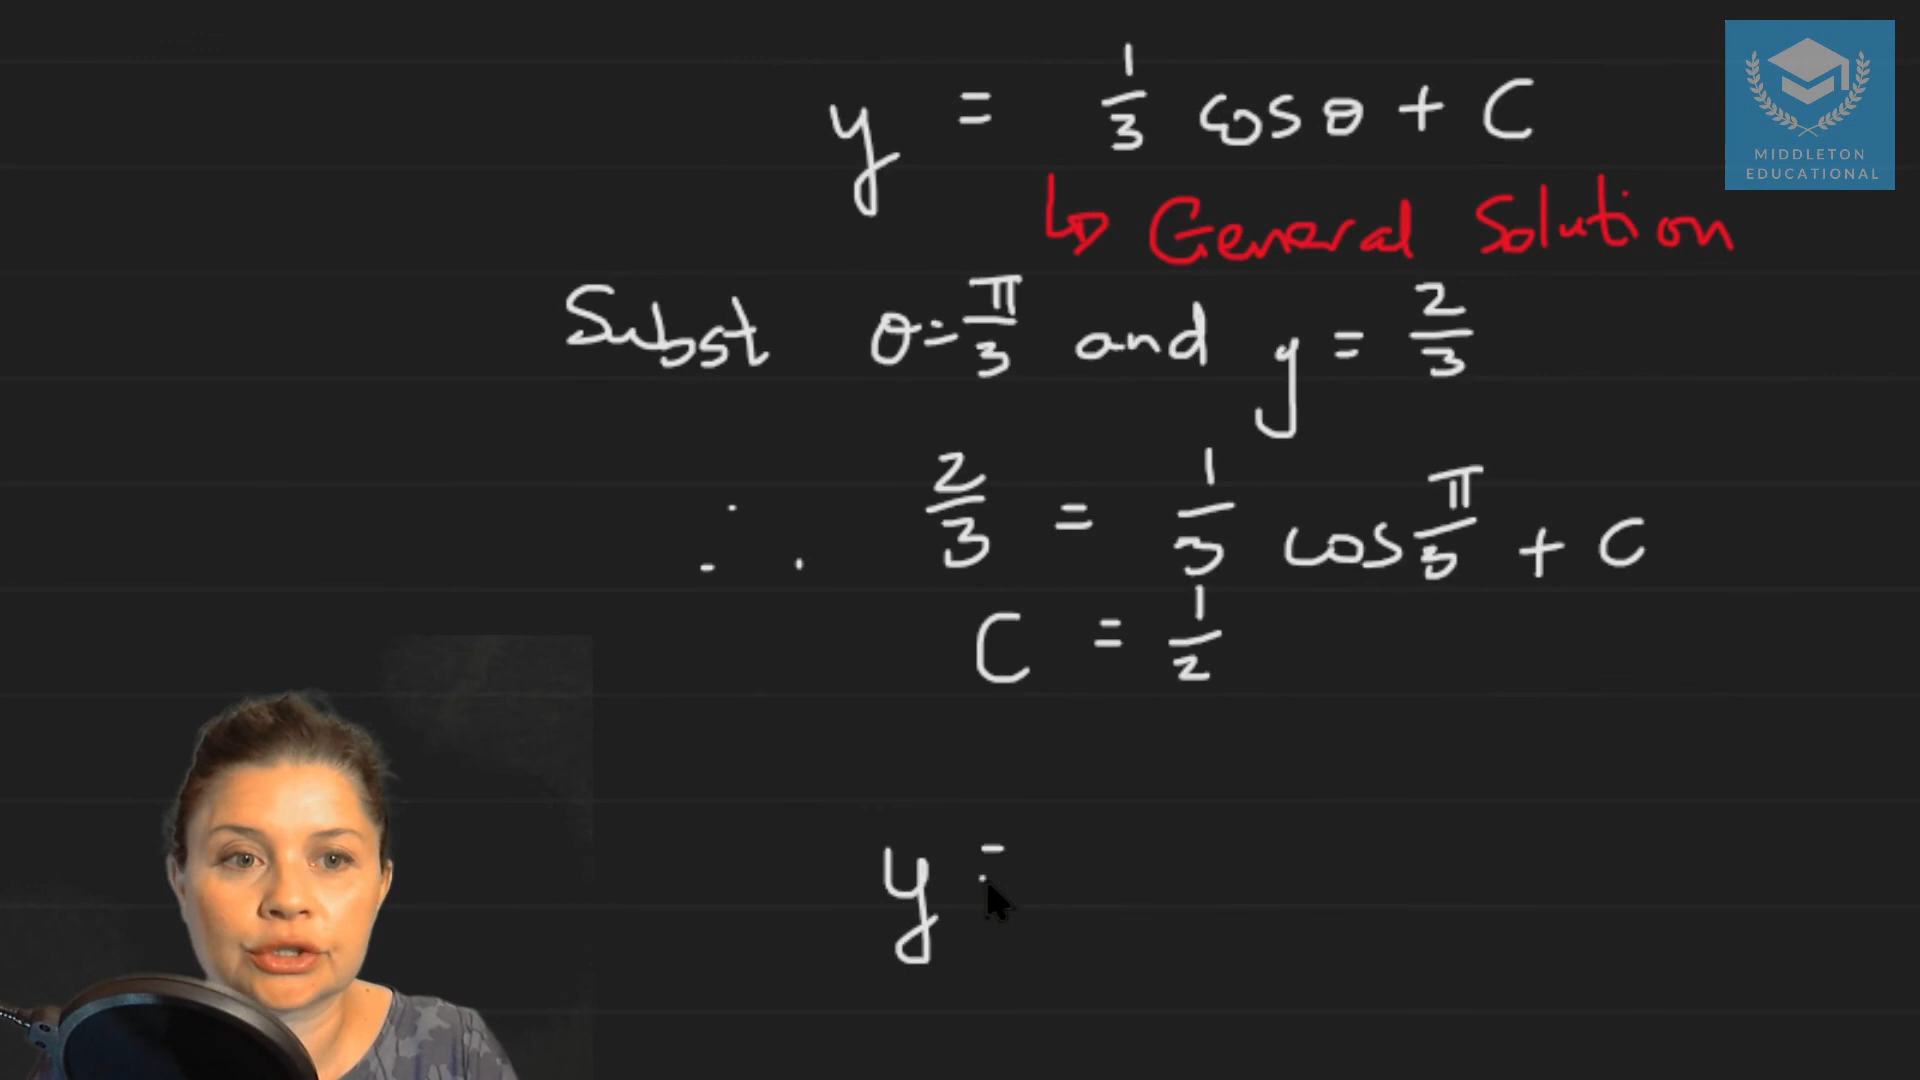 MIDDLETON
EDUCATIONAL
y = 1/3 cos θ + C
↳ General Solution
Subst θ = π/3 and y = 2/3
∴ 2/3 = 1/3 cos π/3 + C
C = 1/2
y =